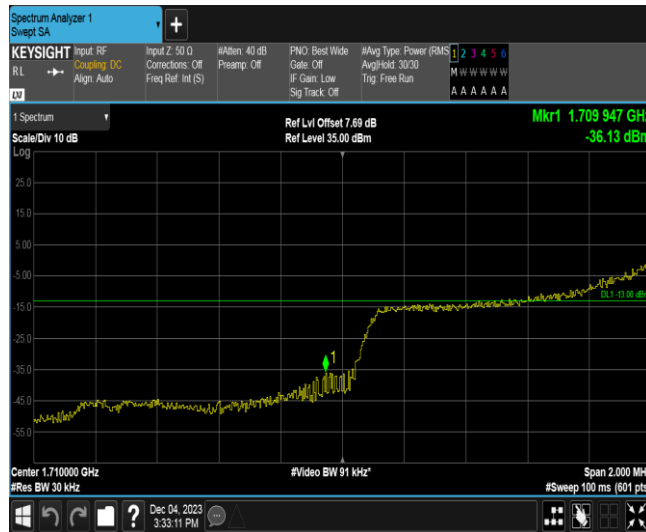 Spectrum Analyzer 1
Swept SA
+
KEYSIGHT Input: RF Input Z: 50 Ω #Atten: 40 dB PNO: Best Wide #Avg Type: Power (RMS 1 2 3 4 5 6
RL Coupling: DC Corrections: Off Preamp: Off Gate: Off Avg|Hold: 30/30 M W W W W W
Align: Auto Freq Ref: Int (S) IF Gain: Low Trig: Free Run
LXI Sig Track: Off A A A A A A
1 Spectrum Ref Lvl Offset 7.69 dB Mkr1 1.709 947 GHz
Scale/Div 10 dB Ref Level 35.00 dBm -36.13 dBm
Log
25.0
15.0
5.00
-5.00
DL1 -13.00 dBm
-15.0
-25.0
1
-35.0
-45.0
-55.0
Center 1.710000 GHz #Video BW 91 kHz* Span 2.000 MH
#Res BW 30 kHz #Sweep 100 ms (601 pts
? Dec 04, 2023
3:33:11 PM